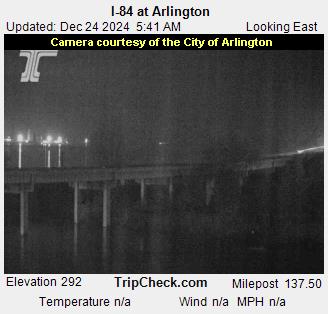 I-84 at Arlington
Updated: Dec 24 2024 5:41 AM Looking East
Camera courtesy of the City of Arlington
Elevation 292 TripCheck.com Milepost 137.50
Temperature n/a Wind n/a MPH n/a